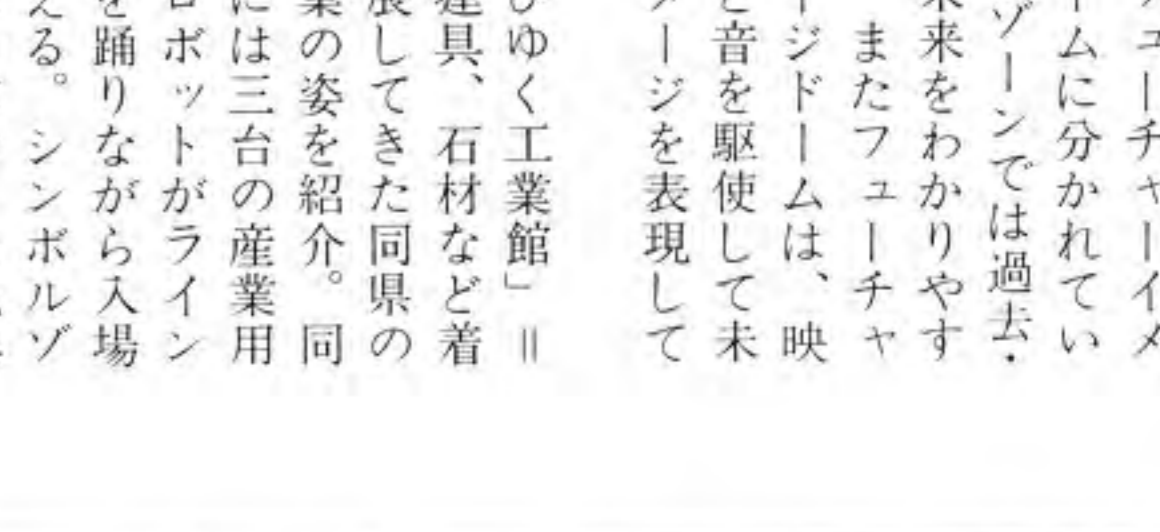 ューチャーイメ
ームに分かれてい
ゾーンでは過去・
未来をわかりやす
またフューチャ
ージドームは、映
と音を駆使して未
メージを表現して
びゆく工業館」＝
建具、石材など着
展してきた同県の
業の姿を紹介。同
には三台の産業用
ロボットがライン
を踊りながら入場
える。シンボルゾ